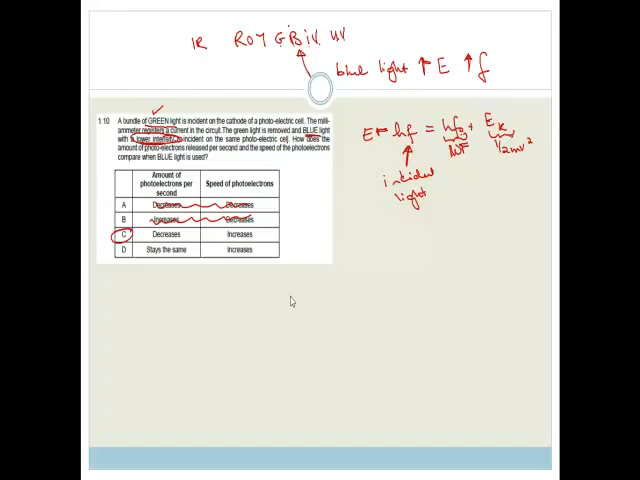 IR R O Y G B i V UV
blue light ↑ E ↑ f
1.10 A bundle of GREEN light is incident on the cathode of a photo-electric cell. The milli-
ammeter registers a current in the circuit. The green light is removed and BLUE light
with a lower intensity is incident on the same photo-electric cell. How does the
amount of photo-electrons released per second and the speed of the photoelectrons
compare when BLUE light is used?
Amount of photoelectrons per second Speed of photoelectrons
A Decreases Decreases
B Increases Decreases
C Decreases Increases
D Stays the same Increases
E = hf = hf₀ + Ek
WF 1/2mv²
incident
light